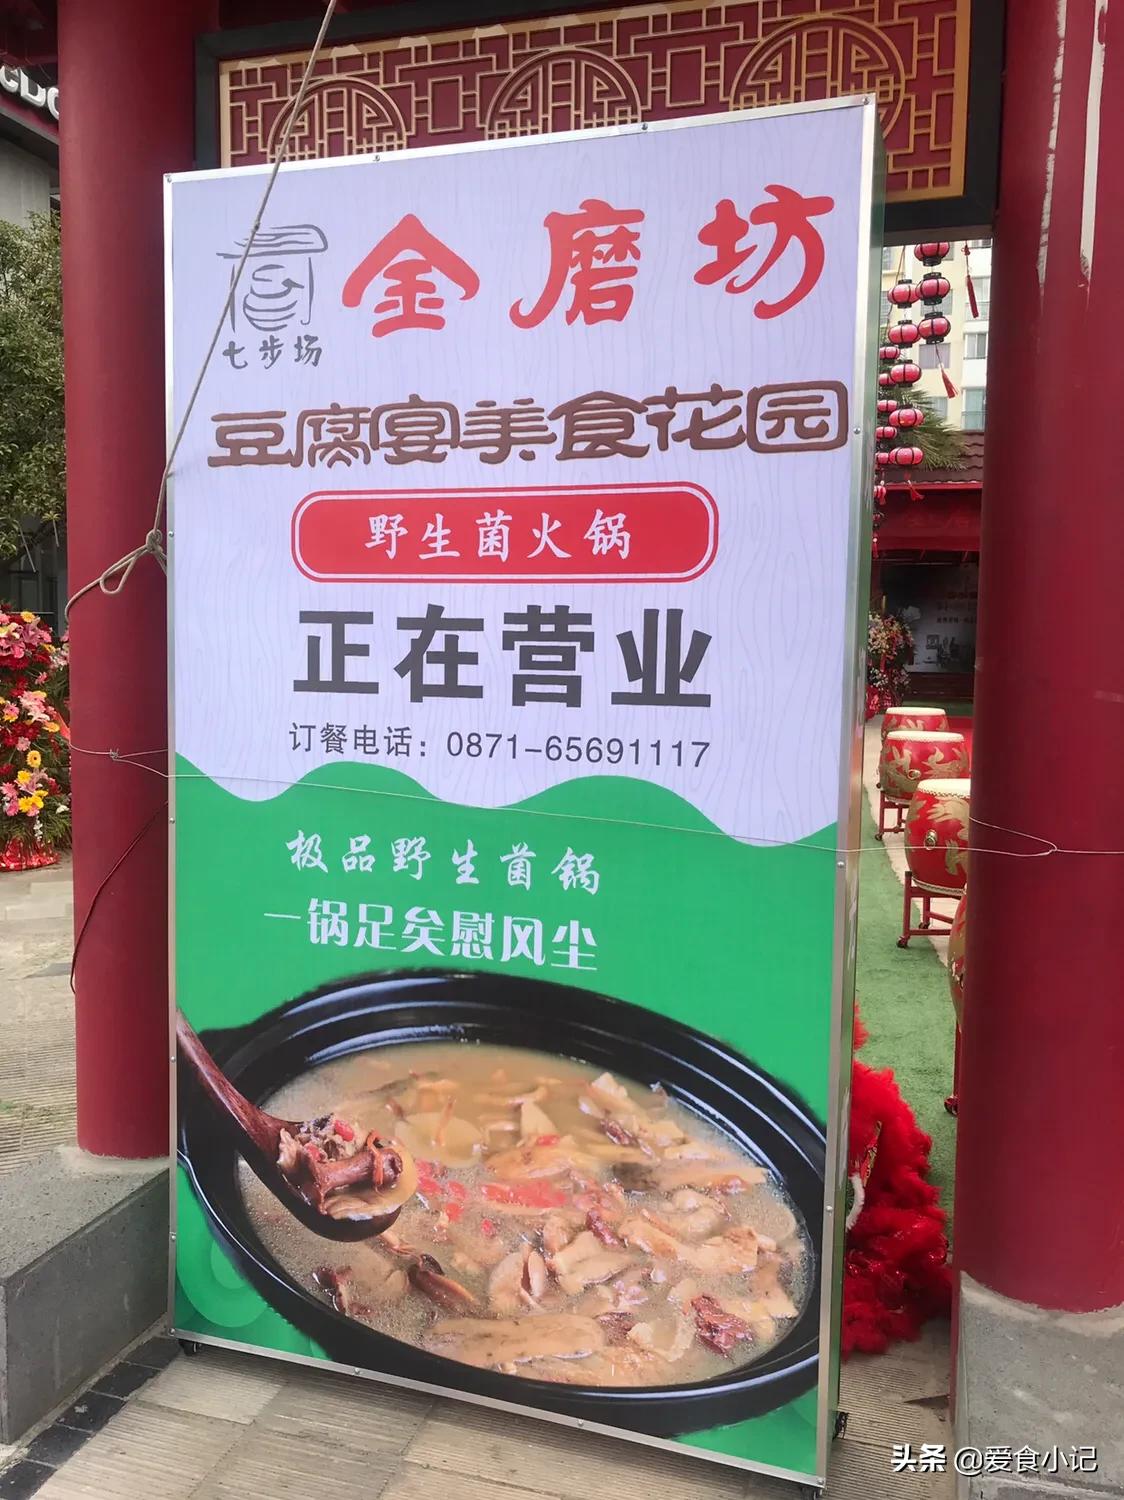 金磨坊
七步场
豆腐宴美食花园
野生菌火锅
正在营业
订餐电话：0871-65691117
极品野生菌锅
一锅足矣慰风尘
头条 @爱食小记